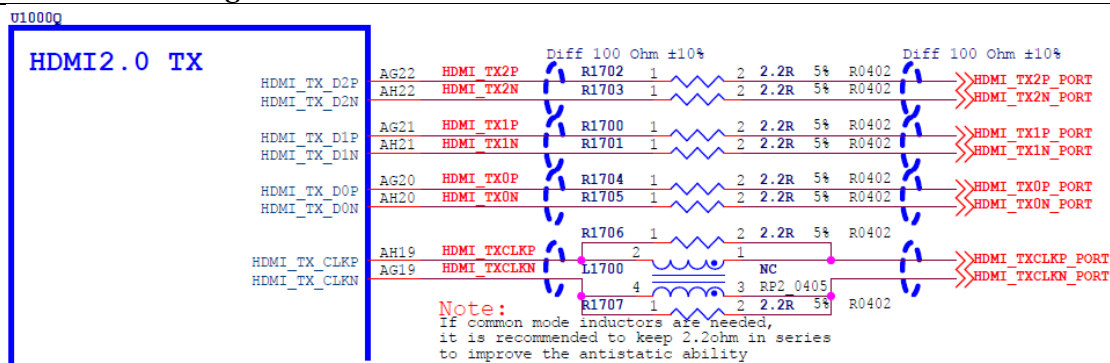 U1000Q
HDMI2.0 TX
Diff 100 Ohm ±10% Diff 100 Ohm ±10%
HDMI_TX_D2P AG22 HDMI_TX2P R1702 1 2 2.2R 5% R0402 HDMI_TX2P_PORT
HDMI_TX_D2N AH22 HDMI_TX2N R1703 1 2 2.2R 5% R0402 HDMI_TX2N_PORT
HDMI_TX_D1P AG21 HDMI_TX1P R1700 1 2 2.2R 5% R0402 HDMI_TX1P_PORT
HDMI_TX_D1N AH21 HDMI_TX1N R1701 1 2 2.2R 5% R0402 HDMI_TX1N_PORT
HDMI_TX_D0P AG20 HDMI_TX0P R1704 1 2 2.2R 5% R0402 HDMI_TX0P_PORT
HDMI_TX_D0N AH20 HDMI_TX0N R1705 1 2 2.2R 5% R0402 HDMI_TX0N_PORT
R1706 1 2 2.2R 5% R0402
HDMI_TX_CLKP AH19 HDMI_TXCLKP 2 1 HDMI_TXCLKP_PORT
HDMI_TX_CLKN AG19 HDMI_TXCLKN L1700 NC HDMI_TXCLKN_PORT
4 3 RP2_0405
R1707 1 2 2.2R 5% R0402
Note:
If common mode inductors are needed,
it is recommended to keep 2.2ohm in series
to improve the antistatic ability